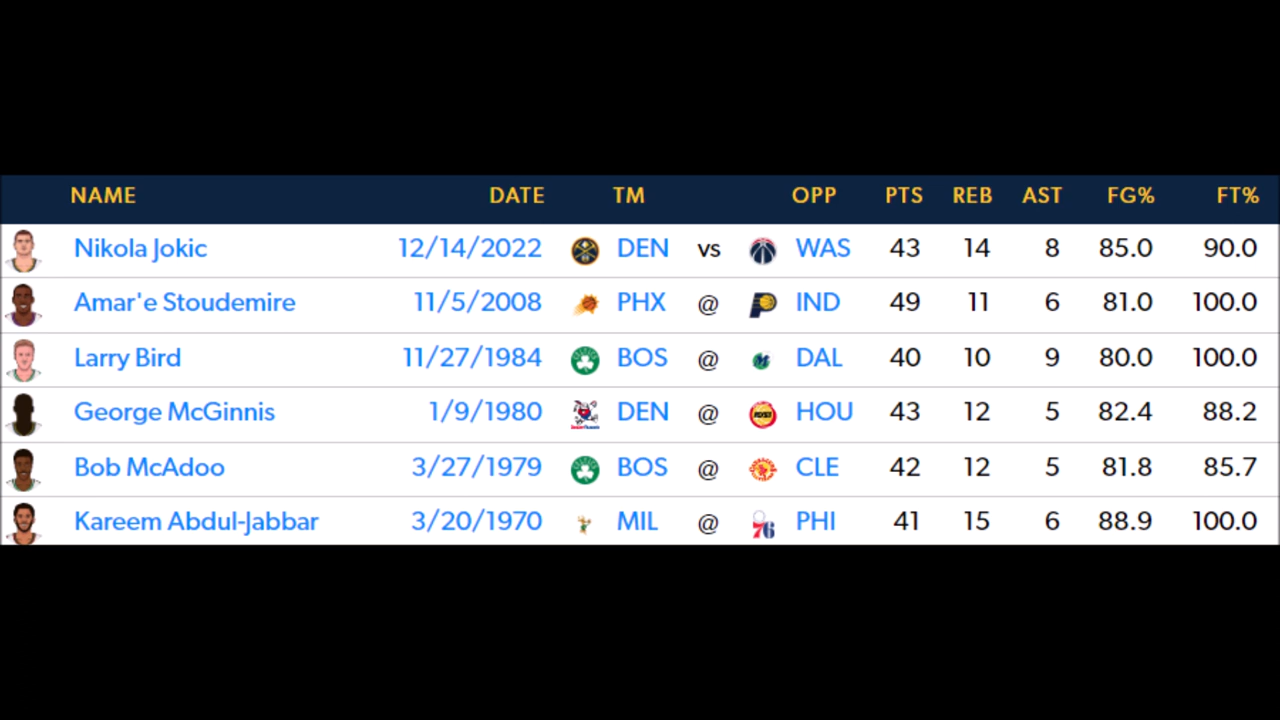 NAME DATE TM OPP PTS REB AST FG% FT%
Nikola Jokic 12/14/2022 DEN vs WAS 43 14 8 85.0 90.0
Amar'e Stoudemire 11/5/2008 PHX @ IND 49 11 6 81.0 100.0
Larry Bird 11/27/1984 BOS @ DAL 40 10 9 80.0 100.0
George McGinnis 1/9/1980 DEN @ HOU 43 12 5 82.4 88.2
Bob McAdoo 3/27/1979 BOS @ CLE 42 12 5 81.8 85.7
Kareem Abdul-Jabbar 3/20/1970 MIL @ 76 PHI 41 15 6 88.9 100.0